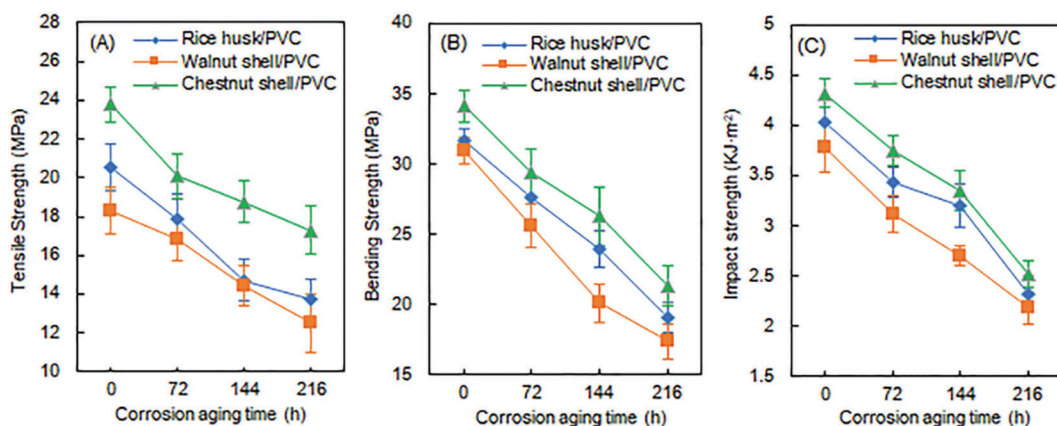 (A)
Rice husk/PVC
Walnut shell/PVC
Chestnut shell/PVC
Tensile Strength (MPa)
28
26
24
22
20
18
16
14
12
10
0 72 144 216
Corrosion aging time (h)
(B)
Rice husk/PVC
Walnut shell/PVC
Chestnut shell/PVC
Bending Strength (MPa)
40
35
30
25
20
15
0 72 144 216
Corrosion aging time (h)
(C)
Rice husk/PVC
Walnut shell/PVC
Chestnut shell/PVC
Impact strength (KJ·m⁻²)
5
4.5
4
3.5
3
2.5
2
1.5
0 72 144 216
Corrosion aging time (h)